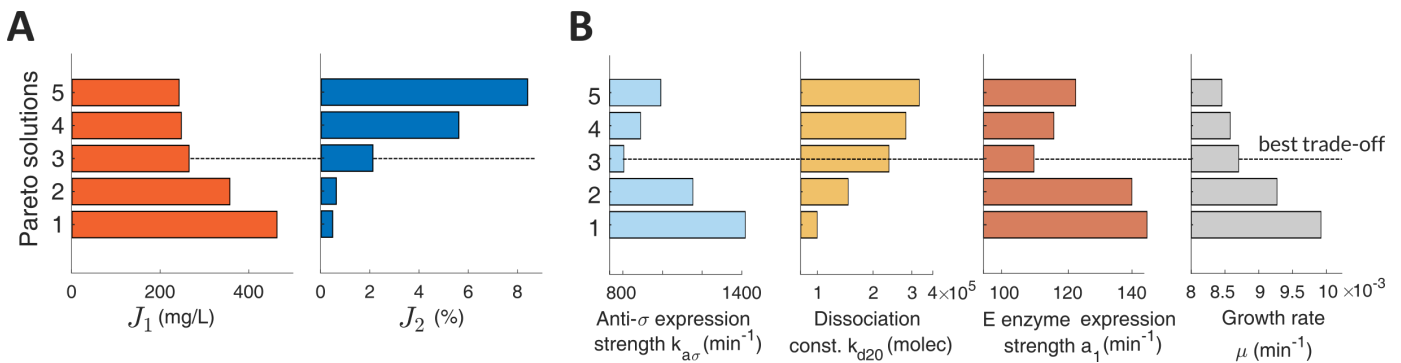 A
B
Pareto solutions
5
4
3
2
1
0 200 400
J1 (mg/L)
0 2 4 6 8
J2 (%)
5
4
3
2
1
best trade-off
800 1400
Anti-σ expression
strength kaσ (min-1)
1 2 3 4×10^5
Dissociation
const. kd20 (molec)
100 120 140
E enzyme expression
strength a1 (min-1)
8 8.5 9 9.5 10 ×10-3
Growth rate
μ (min-1)